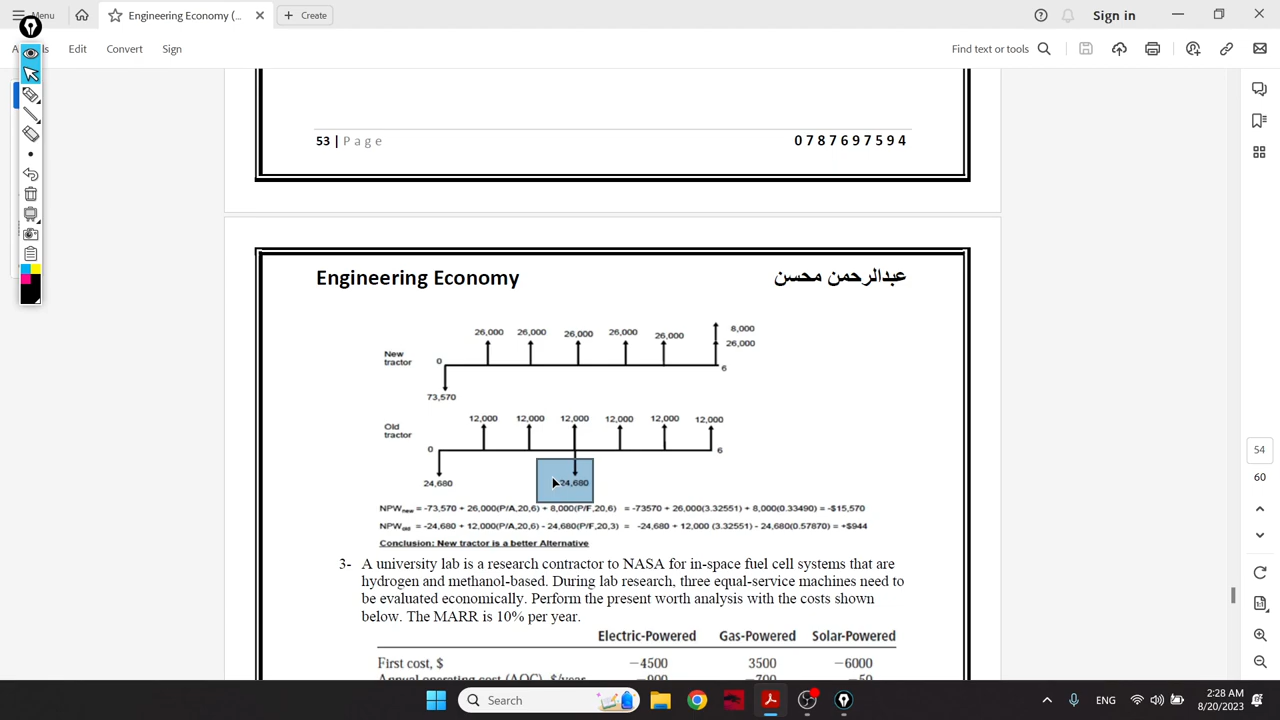 Menu
Engineering Economy (...
Create
Sign in
Edit
Convert
Sign
Find text or tools
53 | Page
0787697594
Engineering Economy
عبدالرحمن محسن
26,000 26,000 26,000 26,000 26,000 8,000
26,000
New
tractor
0
6
73,570
12,000 12,000 12,000 12,000 12,000 12,000
Old
tractor
0
6
24,680 24,680
NPWnew = -73,570 + 26,000(P/A,20,6) + 8,000(P/F,20,6) = -73570 + 26,000(3.32551) + 8,000(0.33490) = -$15,570
NPWold = -24,680 + 12,000(P/A,20,6) - 24,680(P/F,20,3) = -24,680 + 12,000 (3.32551) - 24,680(0.57870) = +$944
Conclusion: New tractor is a better Alternative
3- A university lab is a research contractor to NASA for in-space fuel cell systems that are
hydrogen and methanol-based. During lab research, three equal-service machines need to
be evaluated economically. Perform the present worth analysis with the costs shown
below. The MARR is 10% per year.
Electric-Powered Gas-Powered Solar-Powered
First cost, $ −4500 3500 −6000
Annual operating cost (AOC), $/year −900 −700 −50
54
60
Search
ENG
2:28 AM
8/20/2023